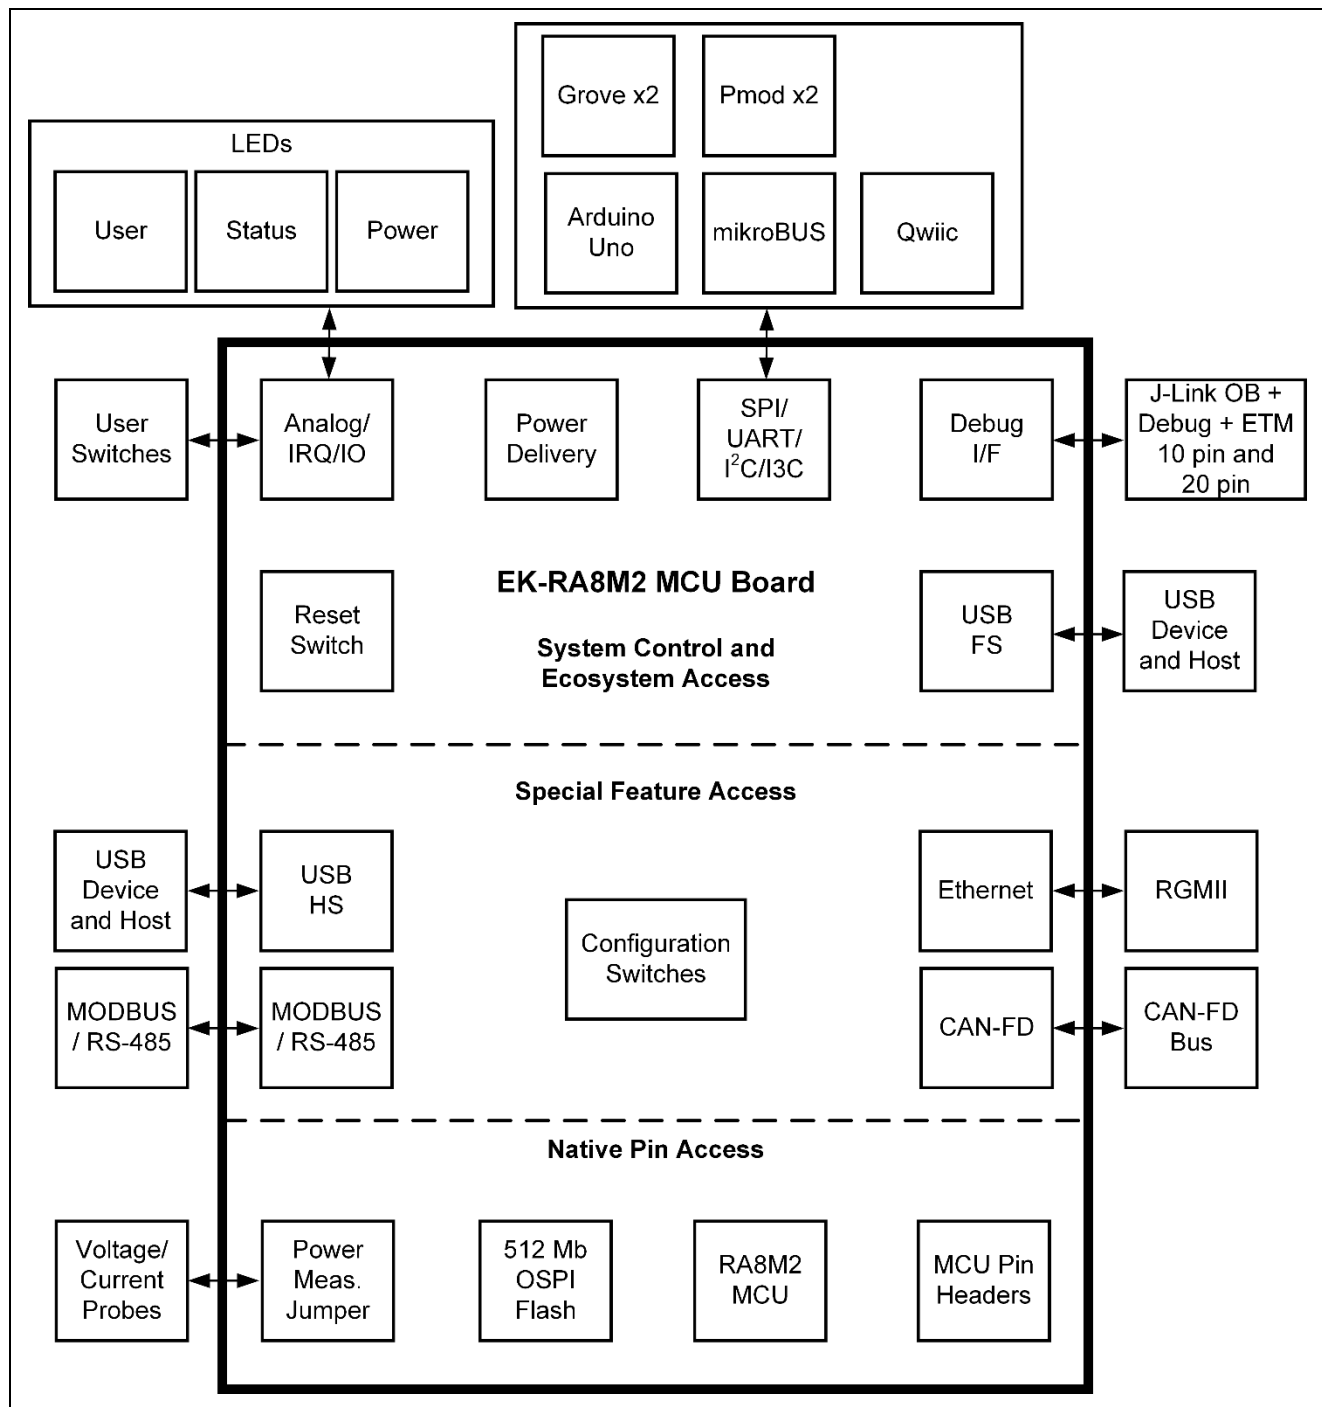 Grove x2
Pmod x2
LEDs
User
Status
Power
Arduino
Uno
mikroBUS
Qwiic
User
Switches
Analog/
IRQ/IO
Power
Delivery
SPI/
UART/
I²C/I3C
Debug
I/F
J-Link OB +
Debug + ETM
10 pin and
20 pin
EK-RA8M2 MCU Board
Reset
Switch
System Control and
Ecosystem Access
USB
FS
USB
Device
and Host
Special Feature Access
USB
Device
and Host
USB
HS
Configuration
Switches
Ethernet
RGMII
MODBUS
/ RS-485
MODBUS
/ RS-485
CAN-FD
CAN-FD
Bus
Native Pin Access
Voltage/
Current
Probes
Power
Meas.
Jumper
512 Mb
OSPI
Flash
RA8M2
MCU
MCU Pin
Headers